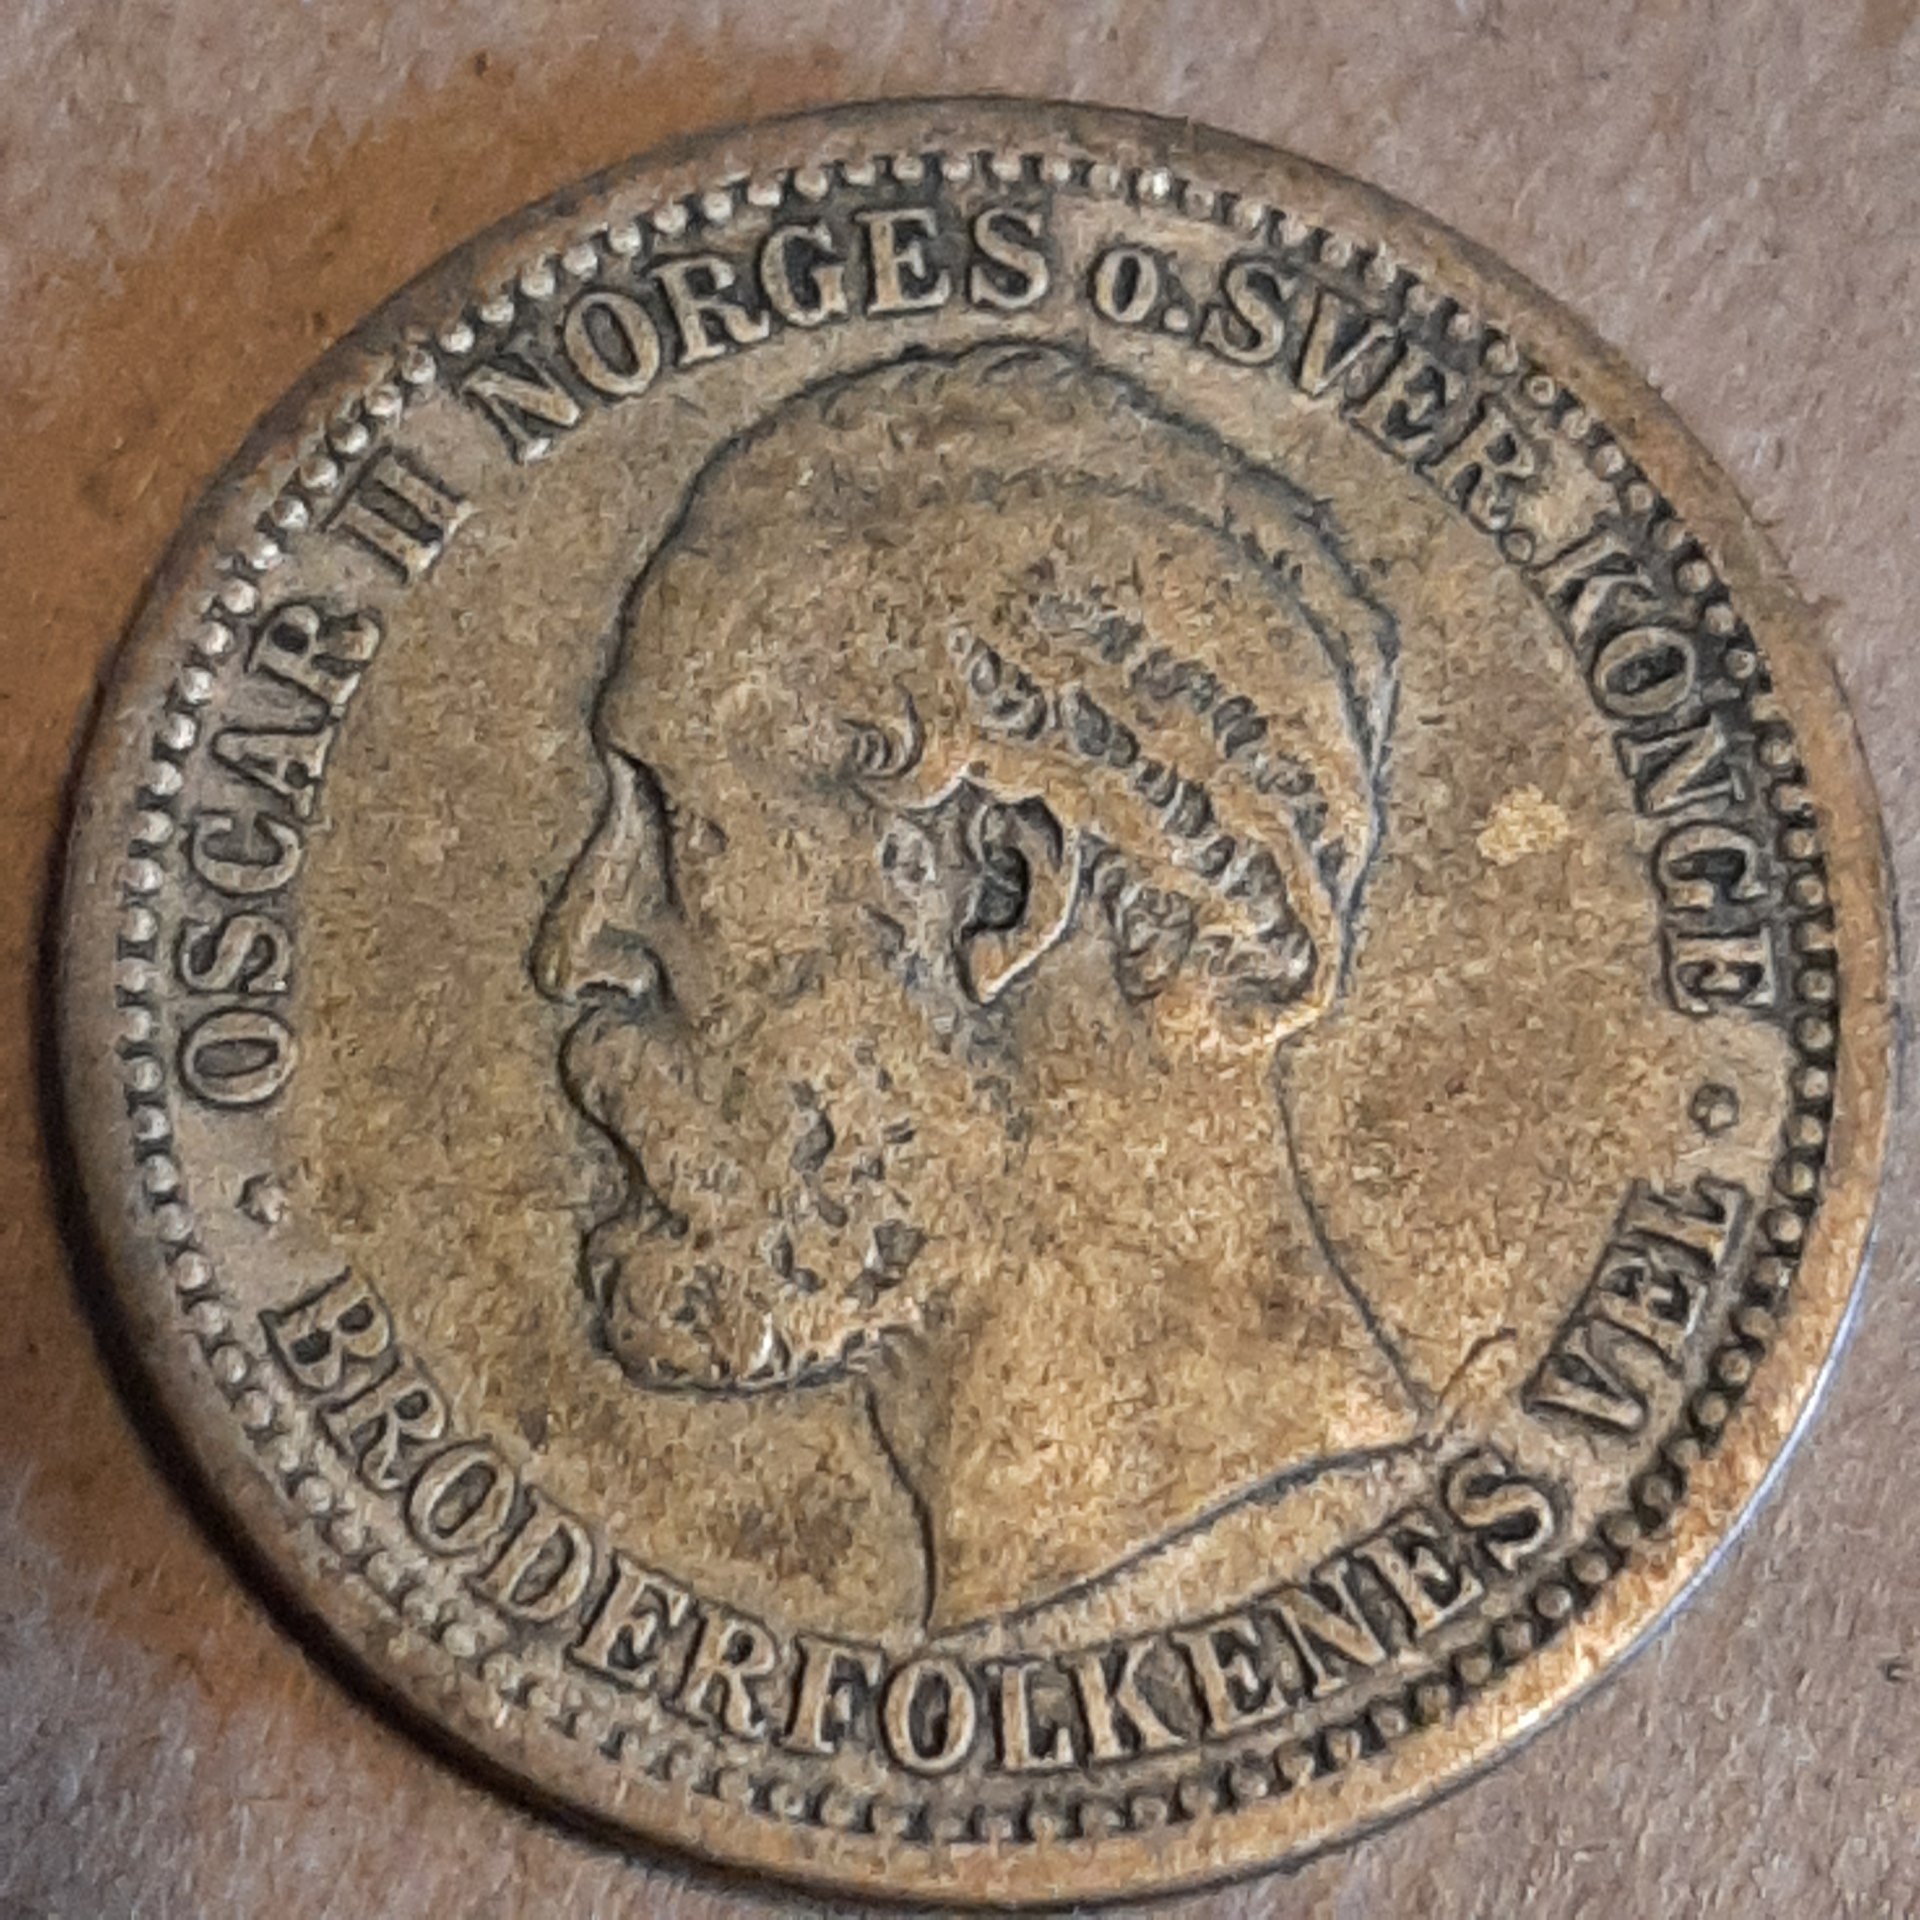 OSCAR II NORGES o. SVER. KONGE
BRODERFOLKENES VEL